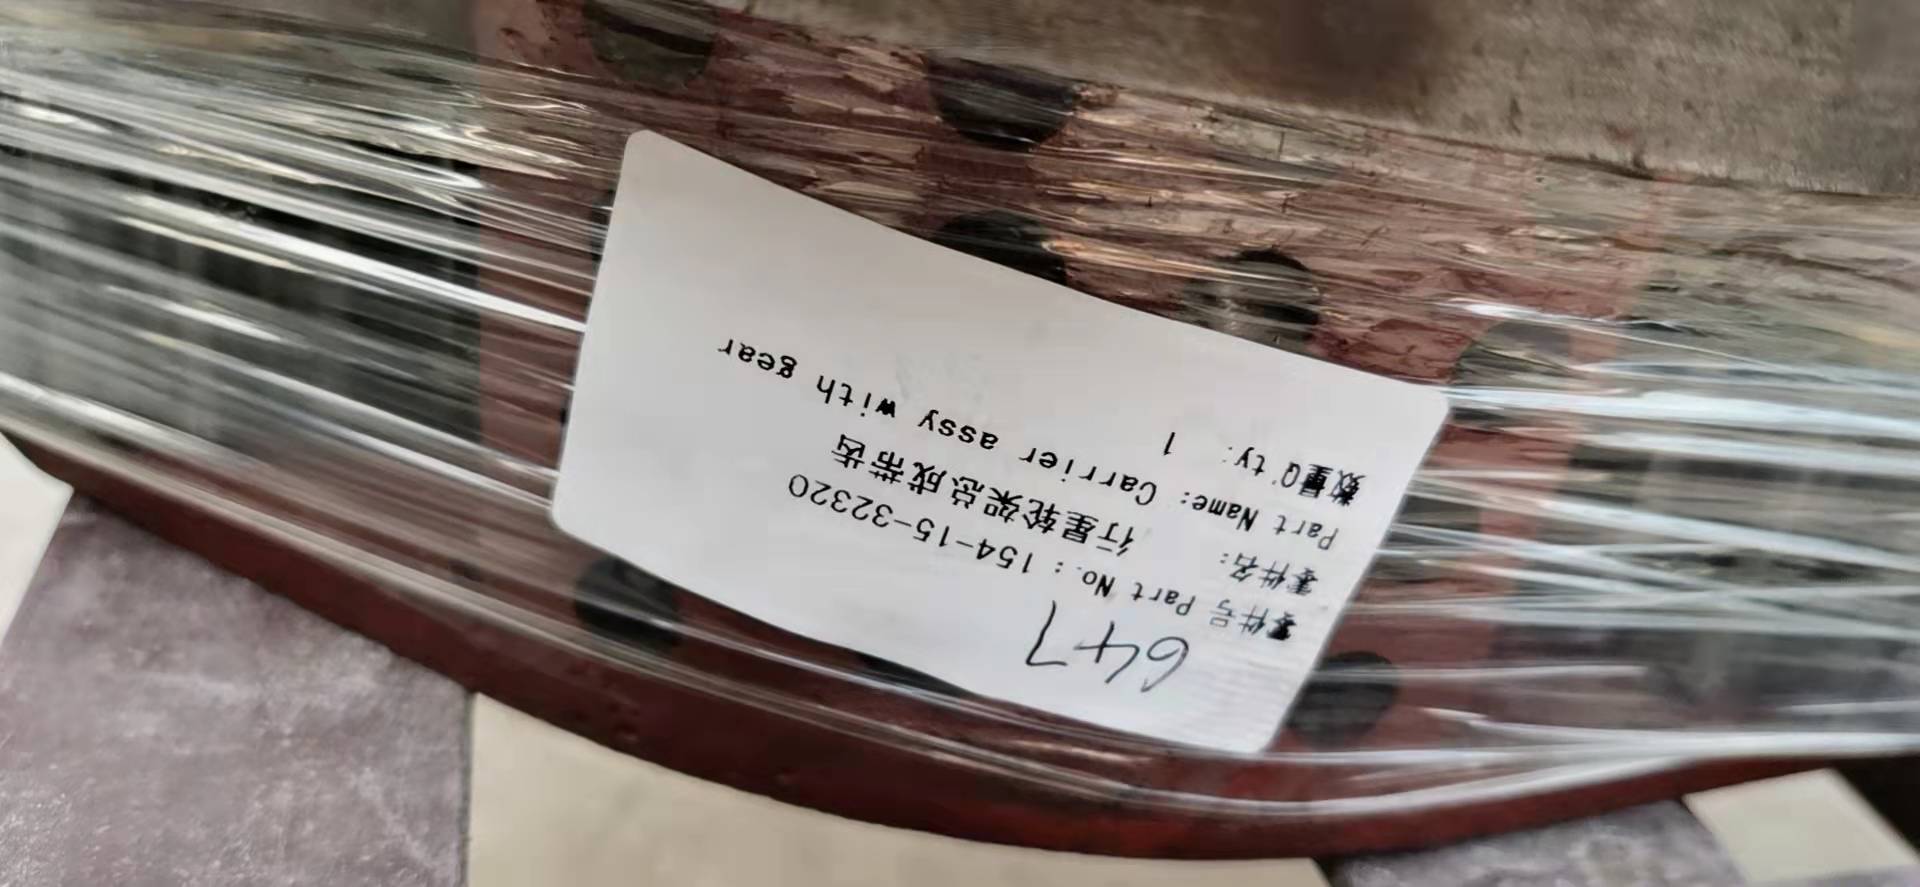 647
零件号 Part No.: 154-15-32320
零件名: 行星轮架总成带齿
Part Name: Carrier assy with gear
数量Q'ty: 1